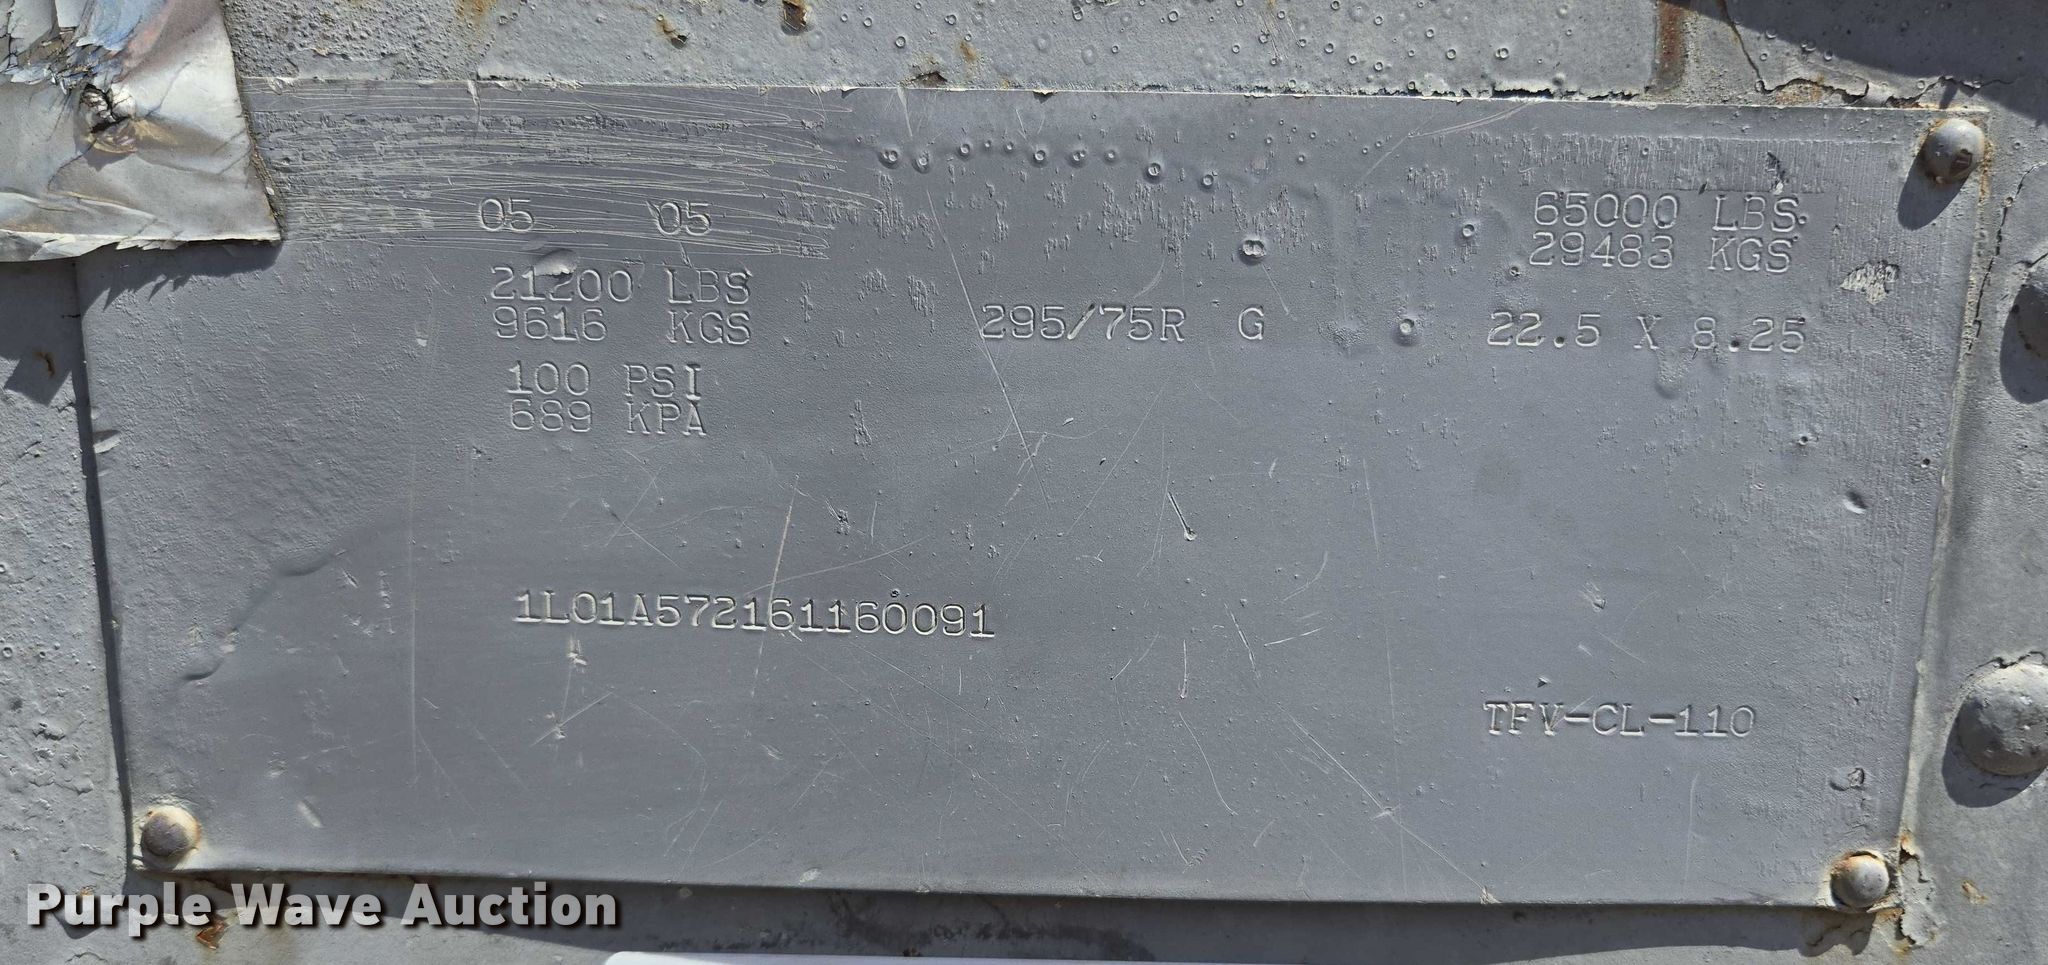 05 05 65000 LBS
29483 KGS
21200 LBS
9616 KGS 295/75R G 22.5 X 8.25
100 PSI
689 KPA
1L01A572161160091
TFV-CL-110
Purple Wave Auction